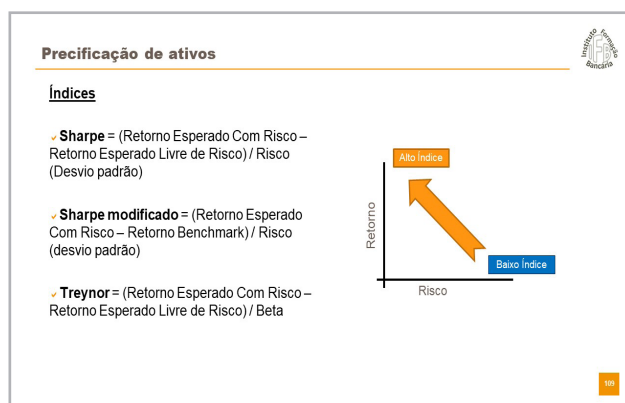 Precificação de ativos
Instituto Formação
IFB
Bancária
Índices
Sharpe = (Retorno Esperado Com Risco –
Retorno Esperado Livre de Risco) / Risco
(Desvio padrão)
Sharpe modificado = (Retorno Esperado
Com Risco – Retorno Benchmark) / Risco
(desvio padrão)
Treynor = (Retorno Esperado Com Risco –
Retorno Esperado Livre de Risco) / Beta
Alto Índice
Retorno
Baixo Índice
Risco
109